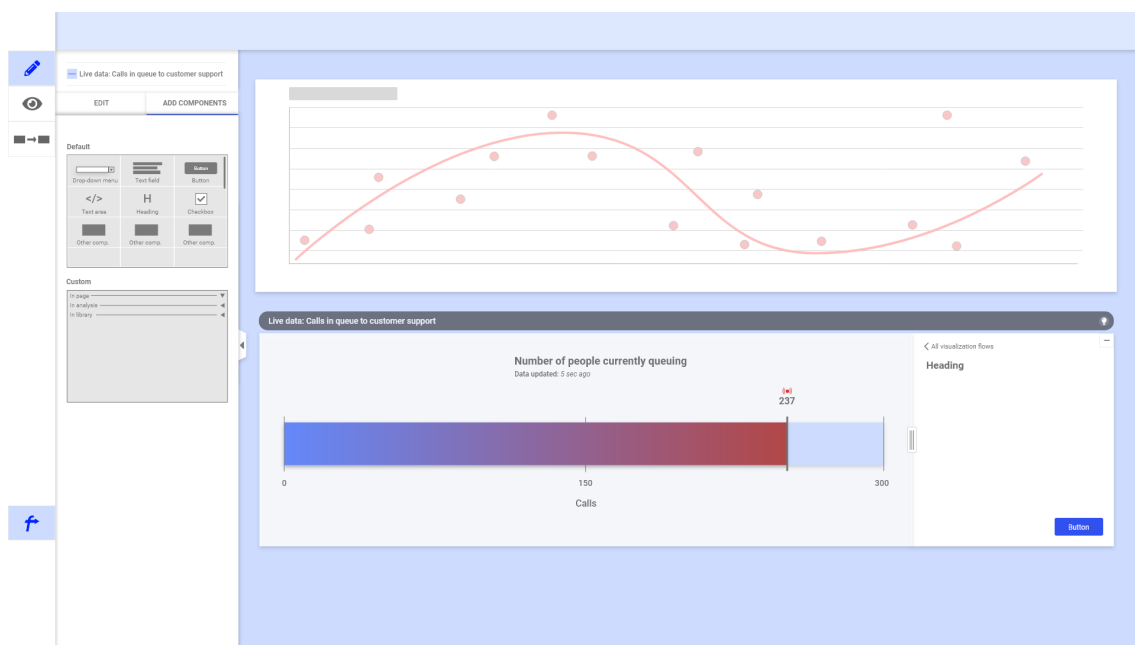 Live data: Calls in queue to customer support
EDIT
ADD COMPONENTS
Default
Drop-down menu
Text field
Button
Button
</>
H
Text area
Heading
Checkbox
Other comp.
Other comp.
Other comp.
Custom
In page
In analysis
In library
Live data: Calls in queue to customer support
Number of people currently queuing
Data updated: 5 sec ago
237
0
150
300
Calls
All visualization flows
Heading
Button